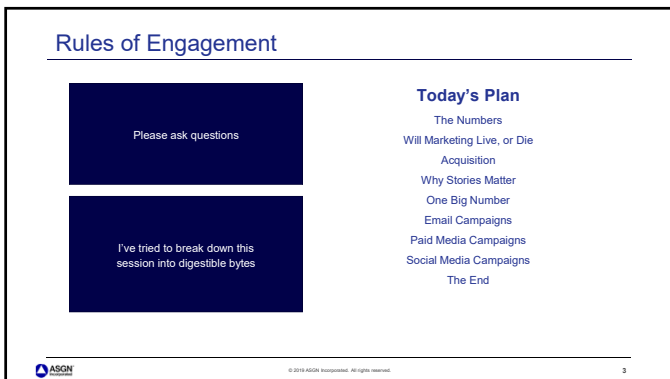 Rules of Engagement
Please ask questions
I've tried to break down this
session into digestible bytes
Today's Plan
The Numbers
Will Marketing Live, or Die
Acquisition
Why Stories Matter
One Big Number
Email Campaigns
Paid Media Campaigns
Social Media Campaigns
The End
ASGN
Incorporated
© 2019 ASGN Incorporated. All rights reserved.
3